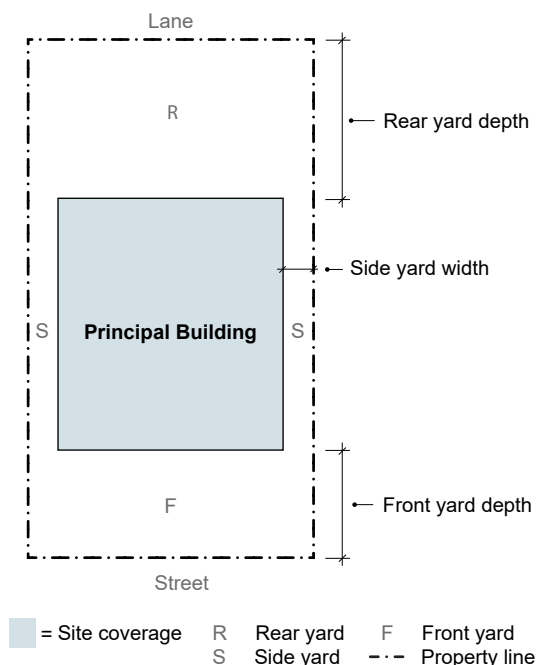 Lane
R
Rear yard depth
Side yard width
S
Principal Building
S
F
Front yard depth
Street
= Site coverage R Rear yard F Front yard
S Side yard Property line